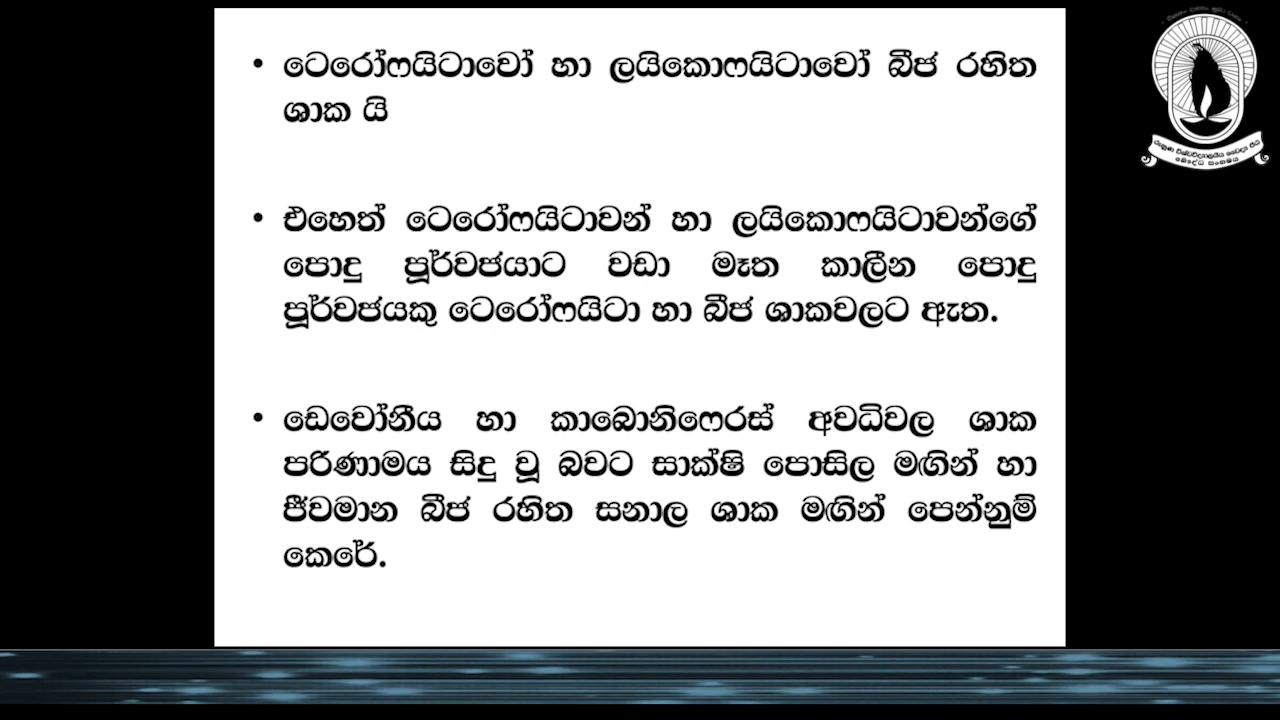 • ටෙරෝෆයිටාවෝ හා ලයිකොෆයිටාවෝ බීජ රහිත
ශාක යි
• එහෙත් ටෙරෝෆයිටාවන් හා ලයිකොෆයිටාවන්ගේ
පොදු පූර්වජයාට වඩා මෑත කාලීන පොදු
පූර්වජයකු ටෙරෝෆයිටා හා බීජ ශාකවලට ඇත.
• ඩෙවෝනීය හා කාබොනිෆෙරස් අවධිවල ශාක
පරිණාමය සිදු වූ බවට සාක්ෂි පොසිල මඟින් හා
ජීවමාන බීජ රහිත සනාල ශාක මඟින් පෙන්නුම්
කෙරේ.